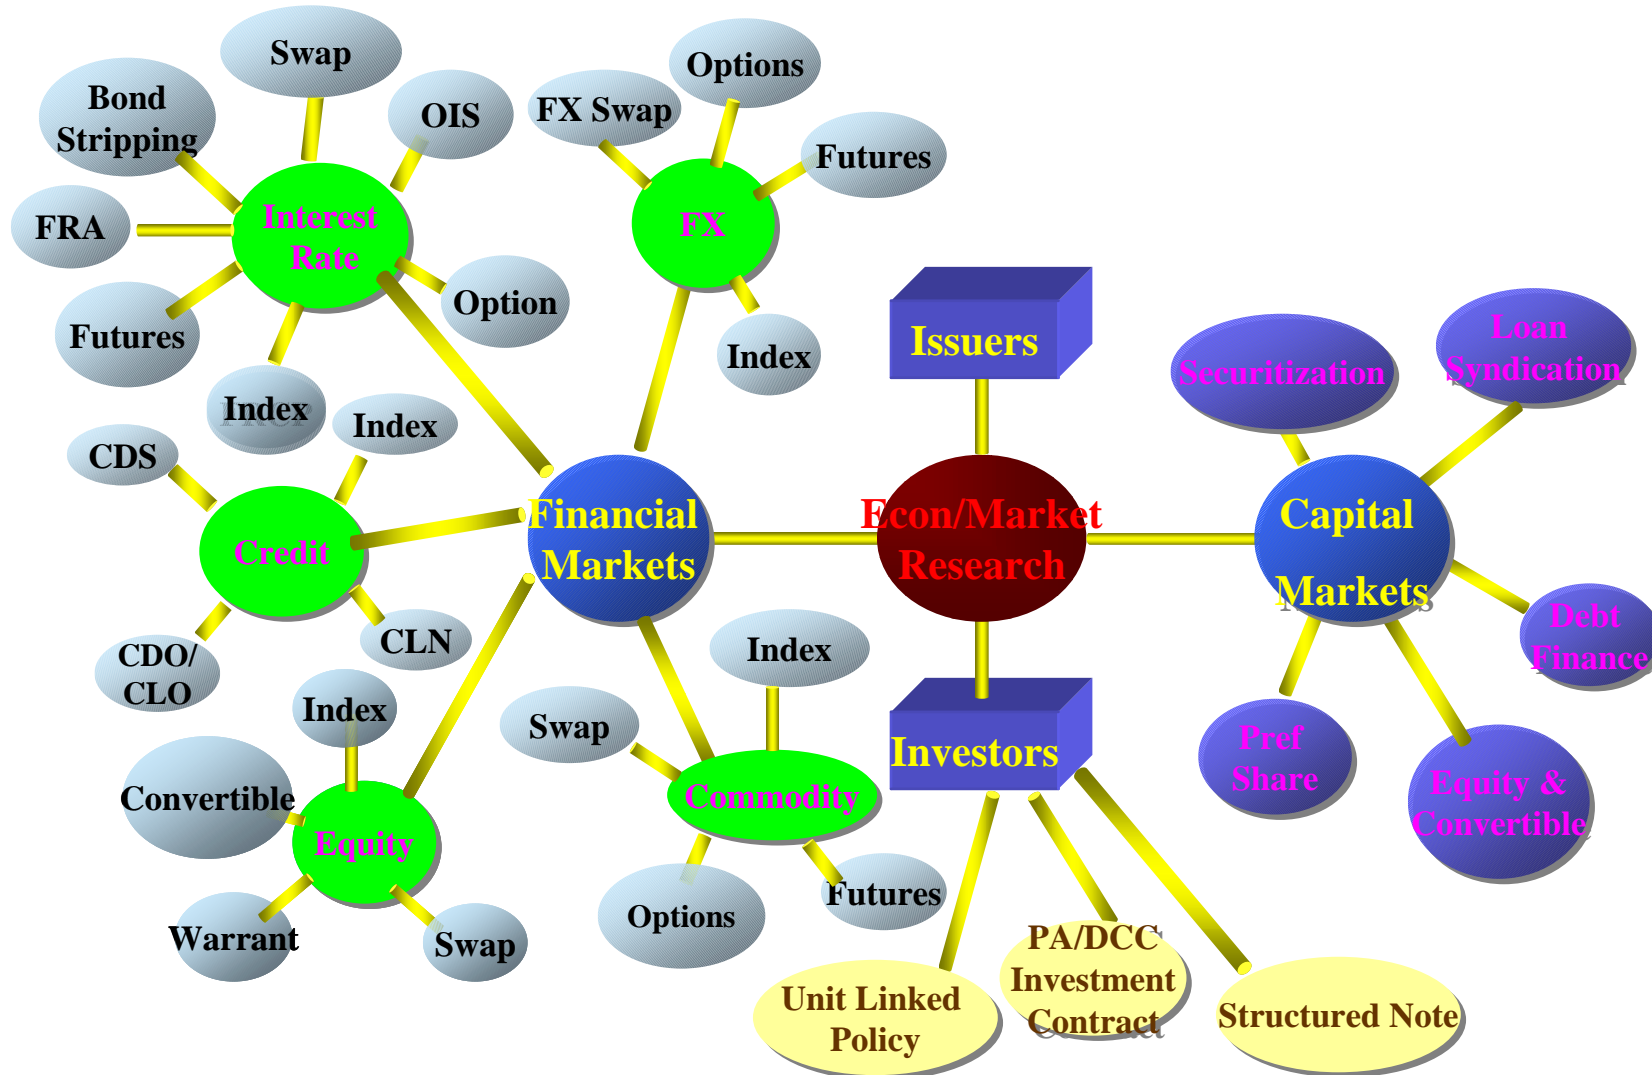 Swap
Options
Bond
Stripping
OIS
FX Swap
Futures
FRA
Interest
Rate
FX
Option
Futures
Index
Index
Issuers
Securitization
Loan
Syndication
Index
CDS
Credit
Financial
Markets
Econ/Market
Research
Capital
Markets
CDO/
CLO
CLN
Index
Debt
Finance
Index
Swap
Investors
Pref
Share
Equity &
Convertible
Convertible
Equity
Commodity
Warrant
Swap
Options
Futures
Unit Linked
Policy
PA/DCC
Investment
Contract
Structured Note